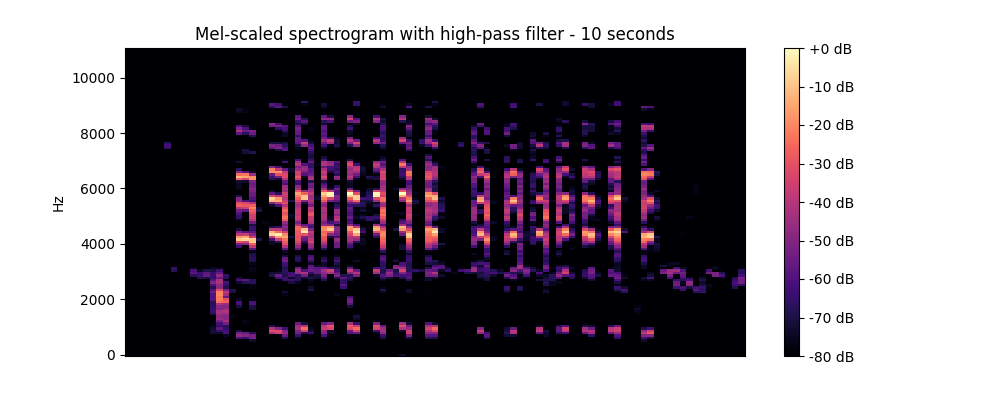 Mel-scaled spectrogram with high-pass filter - 10 seconds
Hz
10000
8000
6000
4000
2000
0
+0 dB
-10 dB
-20 dB
-30 dB
-40 dB
-50 dB
-60 dB
-70 dB
-80 dB